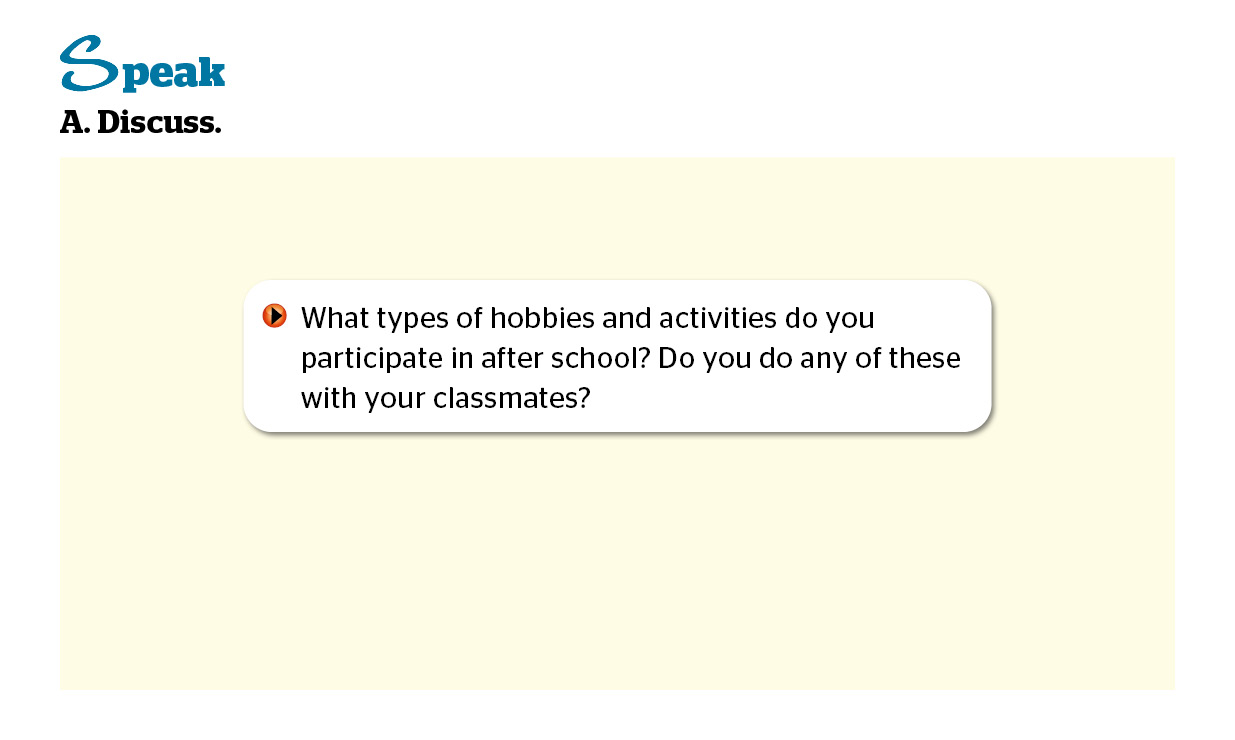 Speak
A. Discuss.
What types of hobbies and activities do you
participate in after school? Do you do any of these
with your classmates?